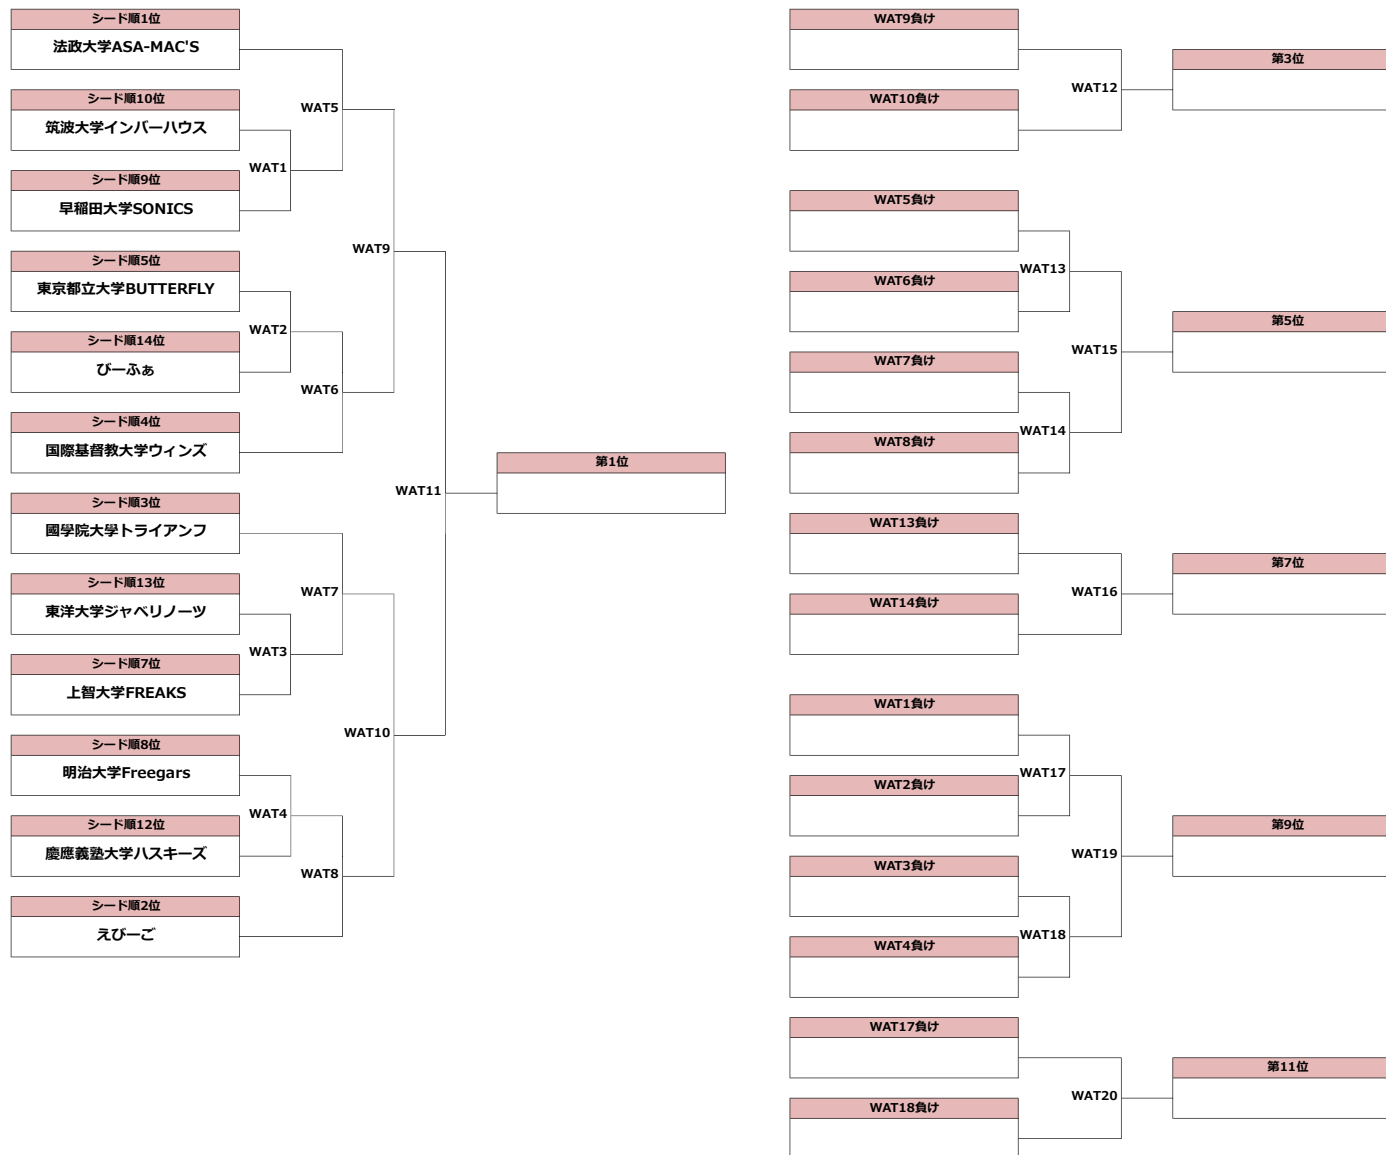 シード順1位
法政大学ASA-MAC'S
シード順10位
筑波大学インバーハウス
シード順9位
早稲田大学SONICS
シード順5位
東京都立大学BUTTERFLY
シード順14位
びーふぁ
シード順4位
国際基督教大学ウィンズ
シード順3位
國學院大學トライアンフ
シード順13位
東洋大学ジャベリノーツ
シード順7位
上智大学FREAKS
シード順8位
明治大学Freegars
シード順12位
慶應義塾大学ハスキーズ
シード順2位
えびーご
WAT1
WAT2
WAT3
WAT4
WAT5
WAT6
WAT7
WAT8
WAT9
WAT10
WAT11
第1位
WAT9負け
WAT10負け
WAT12
第3位
WAT5負け
WAT6負け
WAT7負け
WAT8負け
WAT13
WAT14
WAT15
第5位
WAT13負け
WAT14負け
WAT16
第7位
WAT1負け
WAT2負け
WAT3負け
WAT4負け
WAT17
WAT18
WAT19
第9位
WAT17負け
WAT18負け
WAT20
第11位